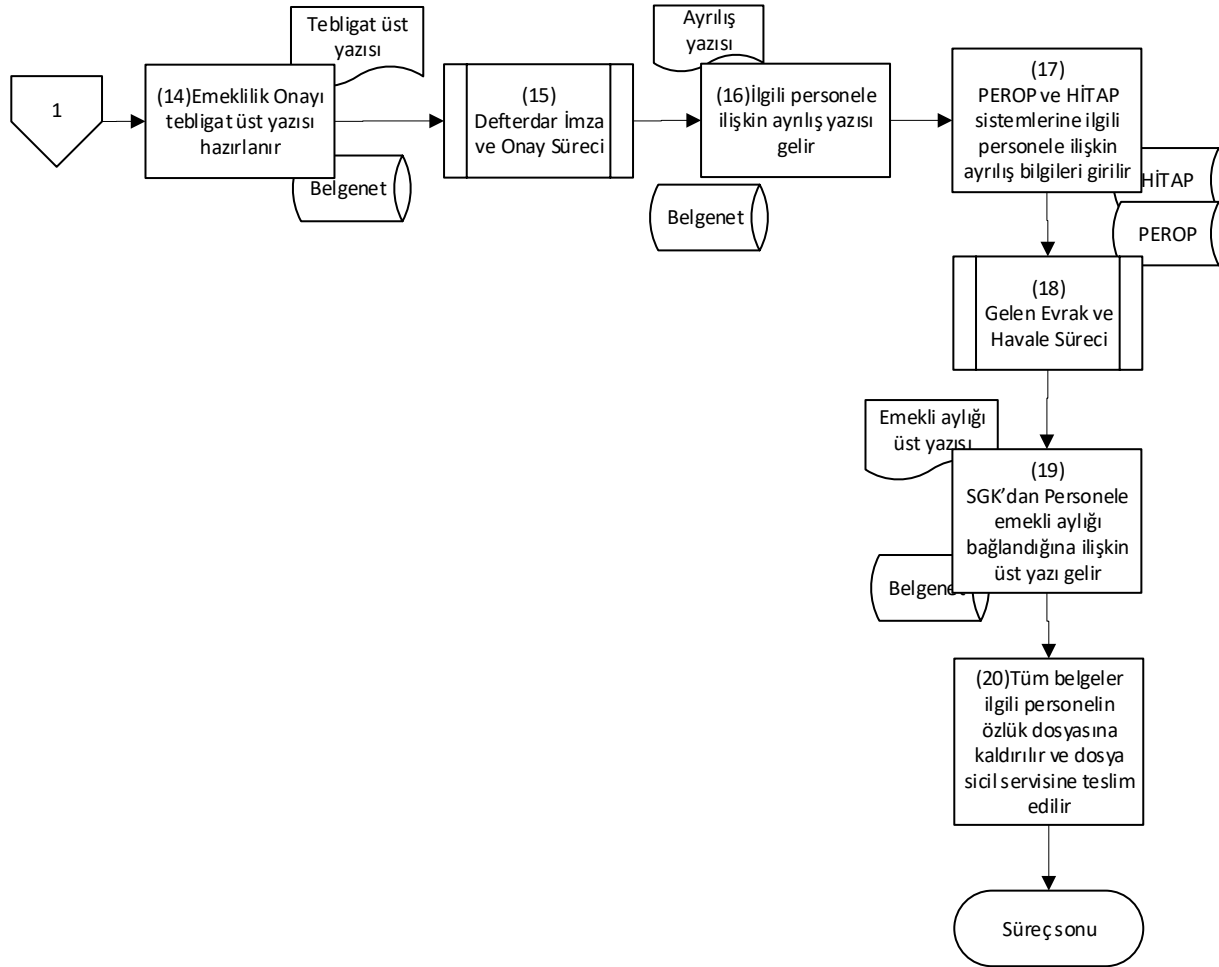 Tebligat üst
yazısı
Ayrılış
yazısı
1
(14)Emeklilik Onayı
tebligat üst yazısı
hazırlanır
(15)
Defterdar İmza
ve Onay Süreci
(16)İlgili personele
ilişkin ayrılış yazısı
gelir
(17)
PEROP ve HİTAP
sistemlerine ilgili
personele ilişkin
ayrılış bilgileri girilir
Belgenet
Belgenet
HİTAP
PEROP
(18)
Gelen Evrak ve
Havale Süreci
Emekli aylığı
üst yazısı
(19)
SGK’dan Personele
emekli aylığı
bağlandığına ilişkin
üst yazı gelir
Belgenet
(20)Tüm belgeler
ilgili personelin
özlük dosyasına
kaldırılır ve dosya
sicil servisine teslim
edilir
Süreç sonu